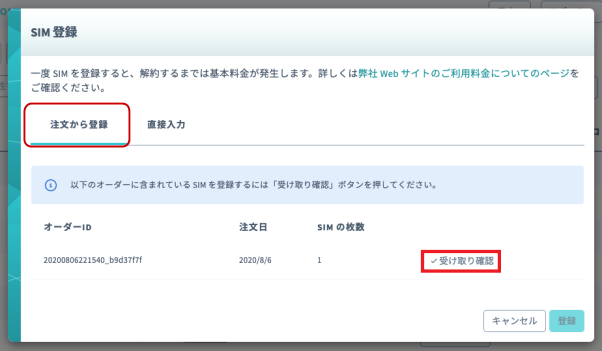 SIM 登録
一度 SIM を登録すると、解約するまでは基本料金が発生します。詳しくは弊社 Web サイトのご利用料金についてのページを
ご確認ください。
注文から登録 直接入力
以下のオーダーに含まれている SIM を登録するには「受け取り確認」ボタンを押してください。
オーダーID 注文日 SIM の枚数
20200806221540_b9d37f7f 2020/8/6 1 受け取り確認
キャンセル 登録